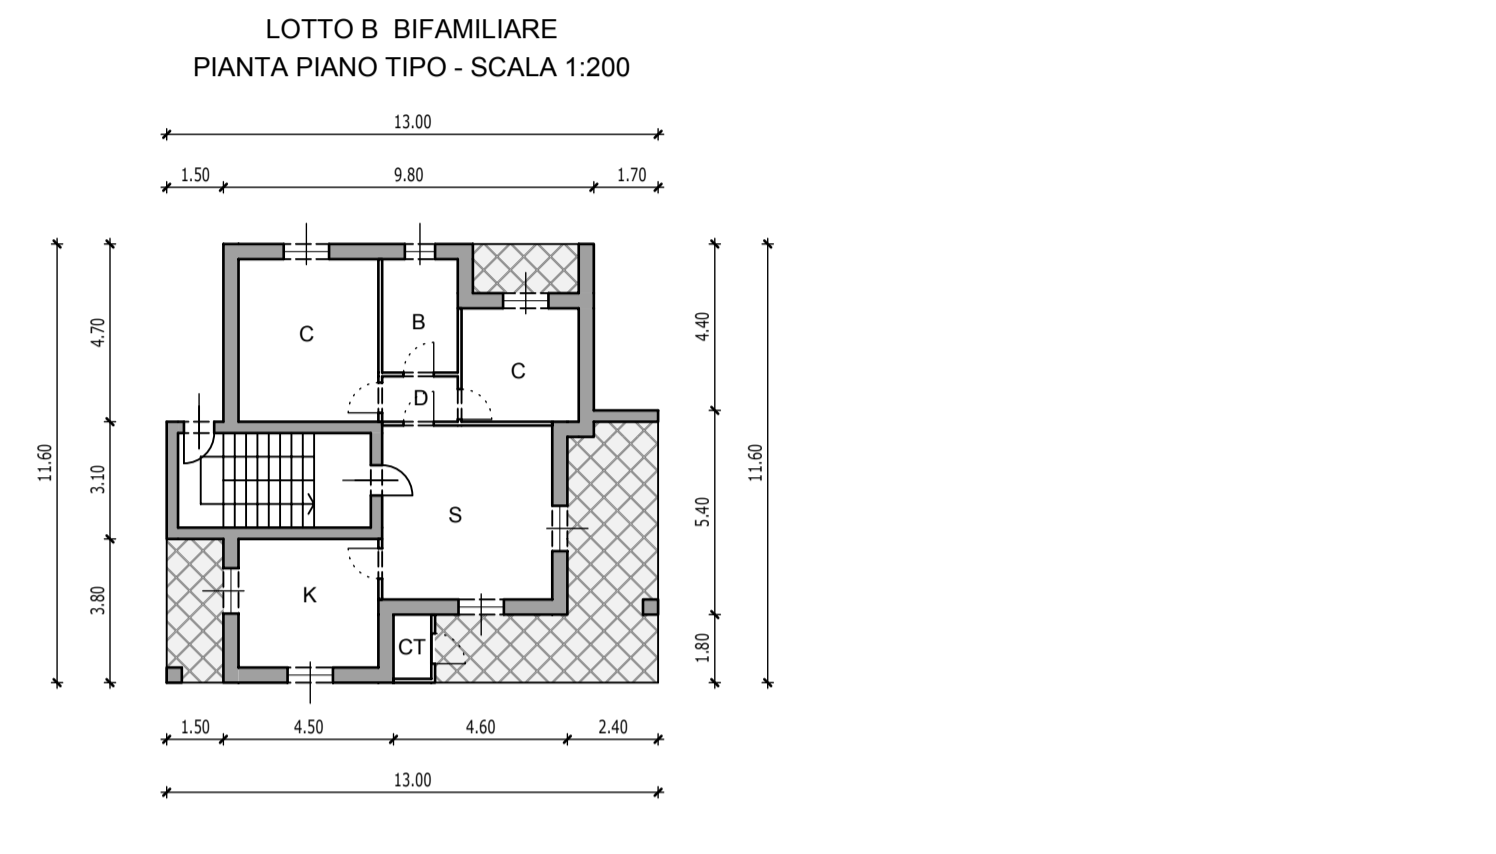 LOTTO B  BIFAMILIARE
PIANTA PIANO TIPO - SCALA 1:200
13.00
1.50 9.80 1.70
C
B
C
D
4.70
4.40
11.60
3.10
S
11.60
5.40
K
3.80
CT
1.80
1.50 4.50 4.60 2.40
13.00